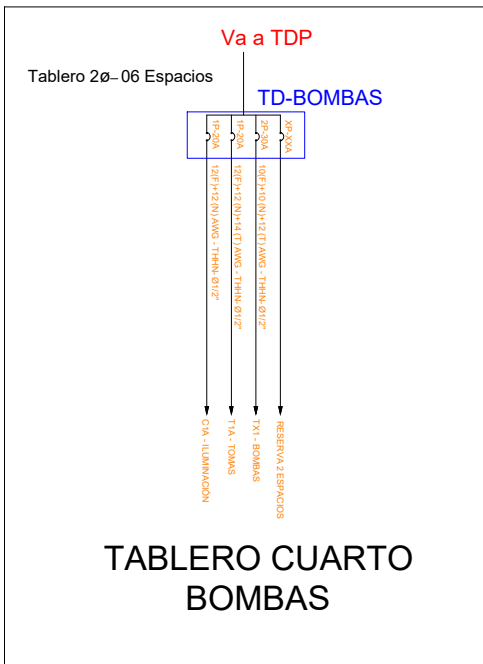 Va a TDP
Tablero 2ø–06 Espacios
TD-BOMBAS
1P-20A
1P-20A
2P-30A
XP-XXA
12(F)+12 (N) AWG - THHN- Ø1/2"
12(F)+12 (N)+14 (T) AWG - THHN- Ø1/2"
10(F)+10 (N)+12 (T) AWG - THHN- Ø1/2"
C1A - ILUMINACIÓN
T1A - TOMAS
TX1 - BOMBAS
RESERVA 2 ESPACIOS
TABLERO CUARTO
BOMBAS